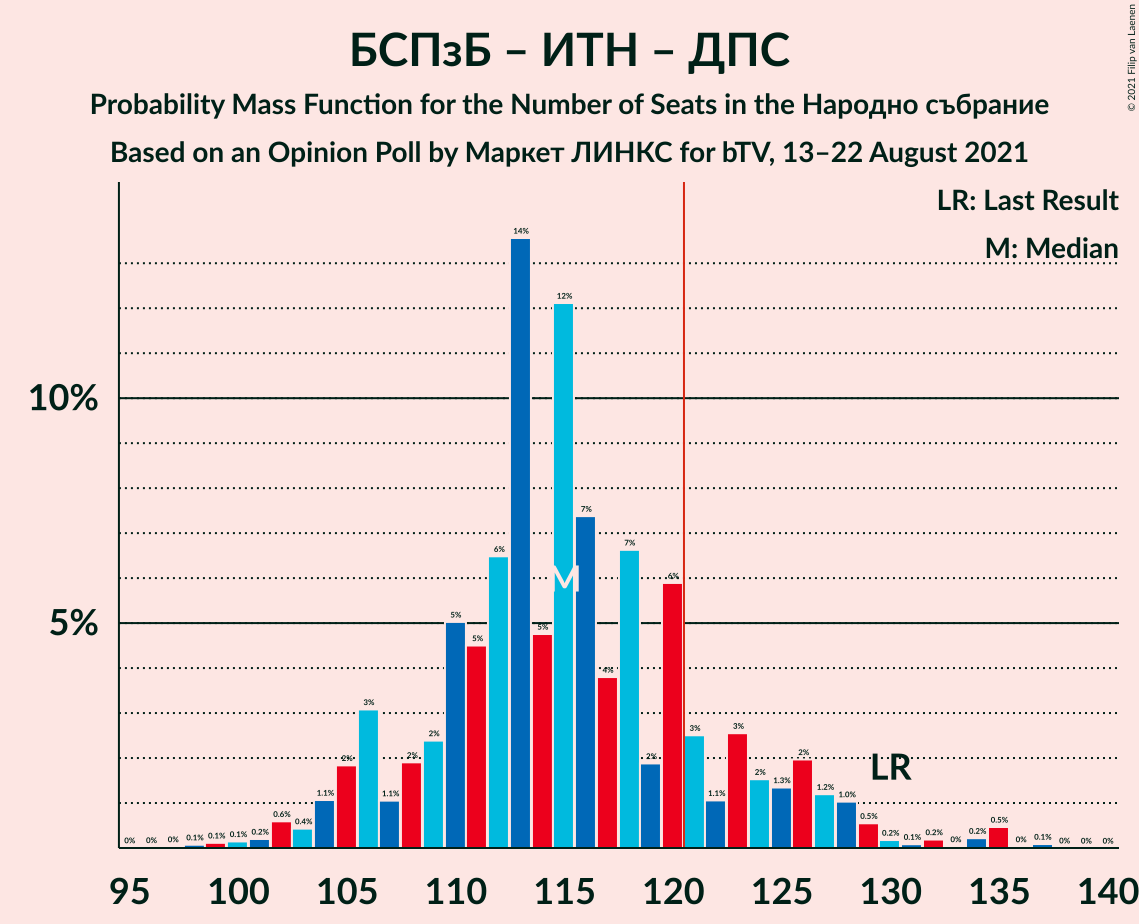 БСПзБ – ИТН – ДПС
Probability Mass Function for the Number of Seats in the Народно събрание
Based on an Opinion Poll by Маркет ЛИНКС for bTV, 13–22 August 2021
© 2021 Filip van Laenen
LR: Last Result
M: Median
10%
5%
0% 0% 0% 0.1% 0.1% 0.1% 0.2% 0.6% 0.4% 1.1% 2% 3% 1.1% 2% 2% 5% 5% 6% 14% 5% 12% 7% 4% 7% 2% 6% 3% 1.1% 3% 2% 1.3% 2% 1.2% 1.0% 0.5% 0.2% 0.1% 0.2% 0% 0.2% 0.5% 0% 0.1% 0% 0% 0%
M
LR
95 100 105 110 115 120 125 130 135 140